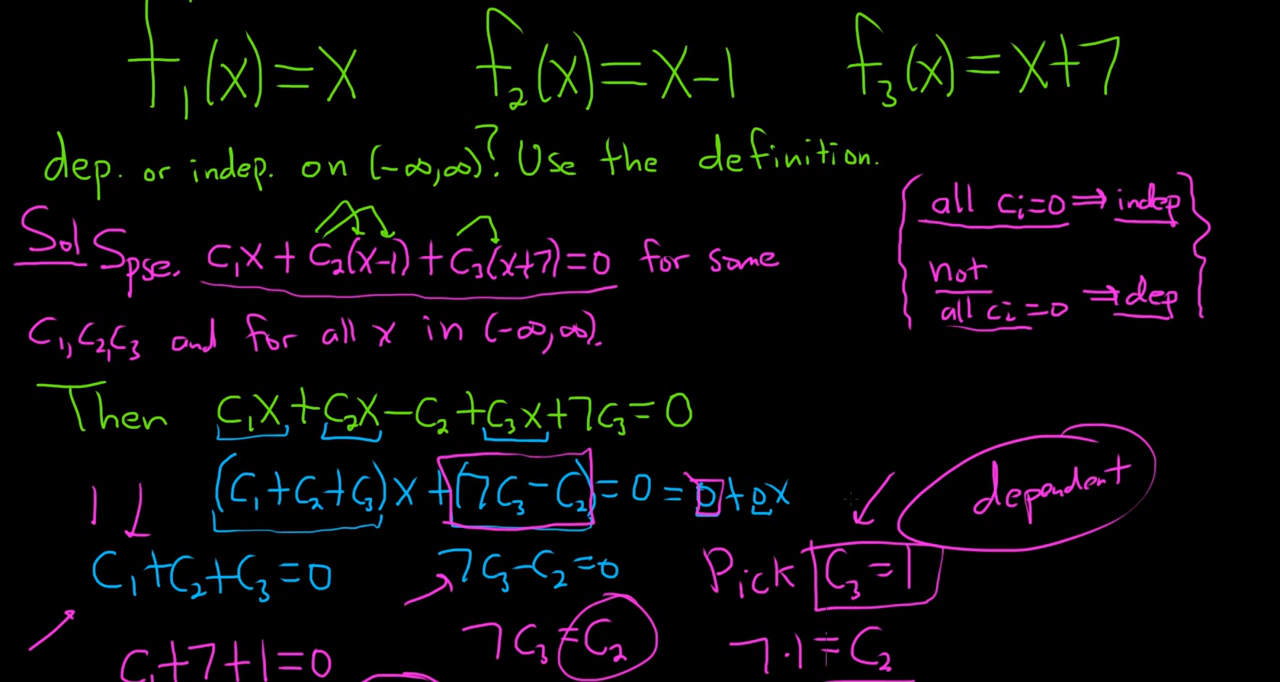 f₁(x)=x f₂(x)=x-1 f₃(x)=x+7
dep. or indep. on (-∞,∞)? Use the definition.
Sol Spse. c₁x+c₂(x-1)+c₃(x+7)=0 for some
c₁,c₂,c₃ and for all x in (-∞,∞).
{all cᵢ=0 ⇒ indep
not all cᵢ=0 ⇒ dep}
Then c₁x+c₂x-c₂+c₃x+7c₃=0
(c₁+c₂+c₃)x+(7c₃-c₂)=0=0+0x
dependent
c₁+c₂+c₃=0 7c₃-c₂=0 Pick c₃=1
c₁+7+1=0 7c₃=c₂ 7·1=c₂